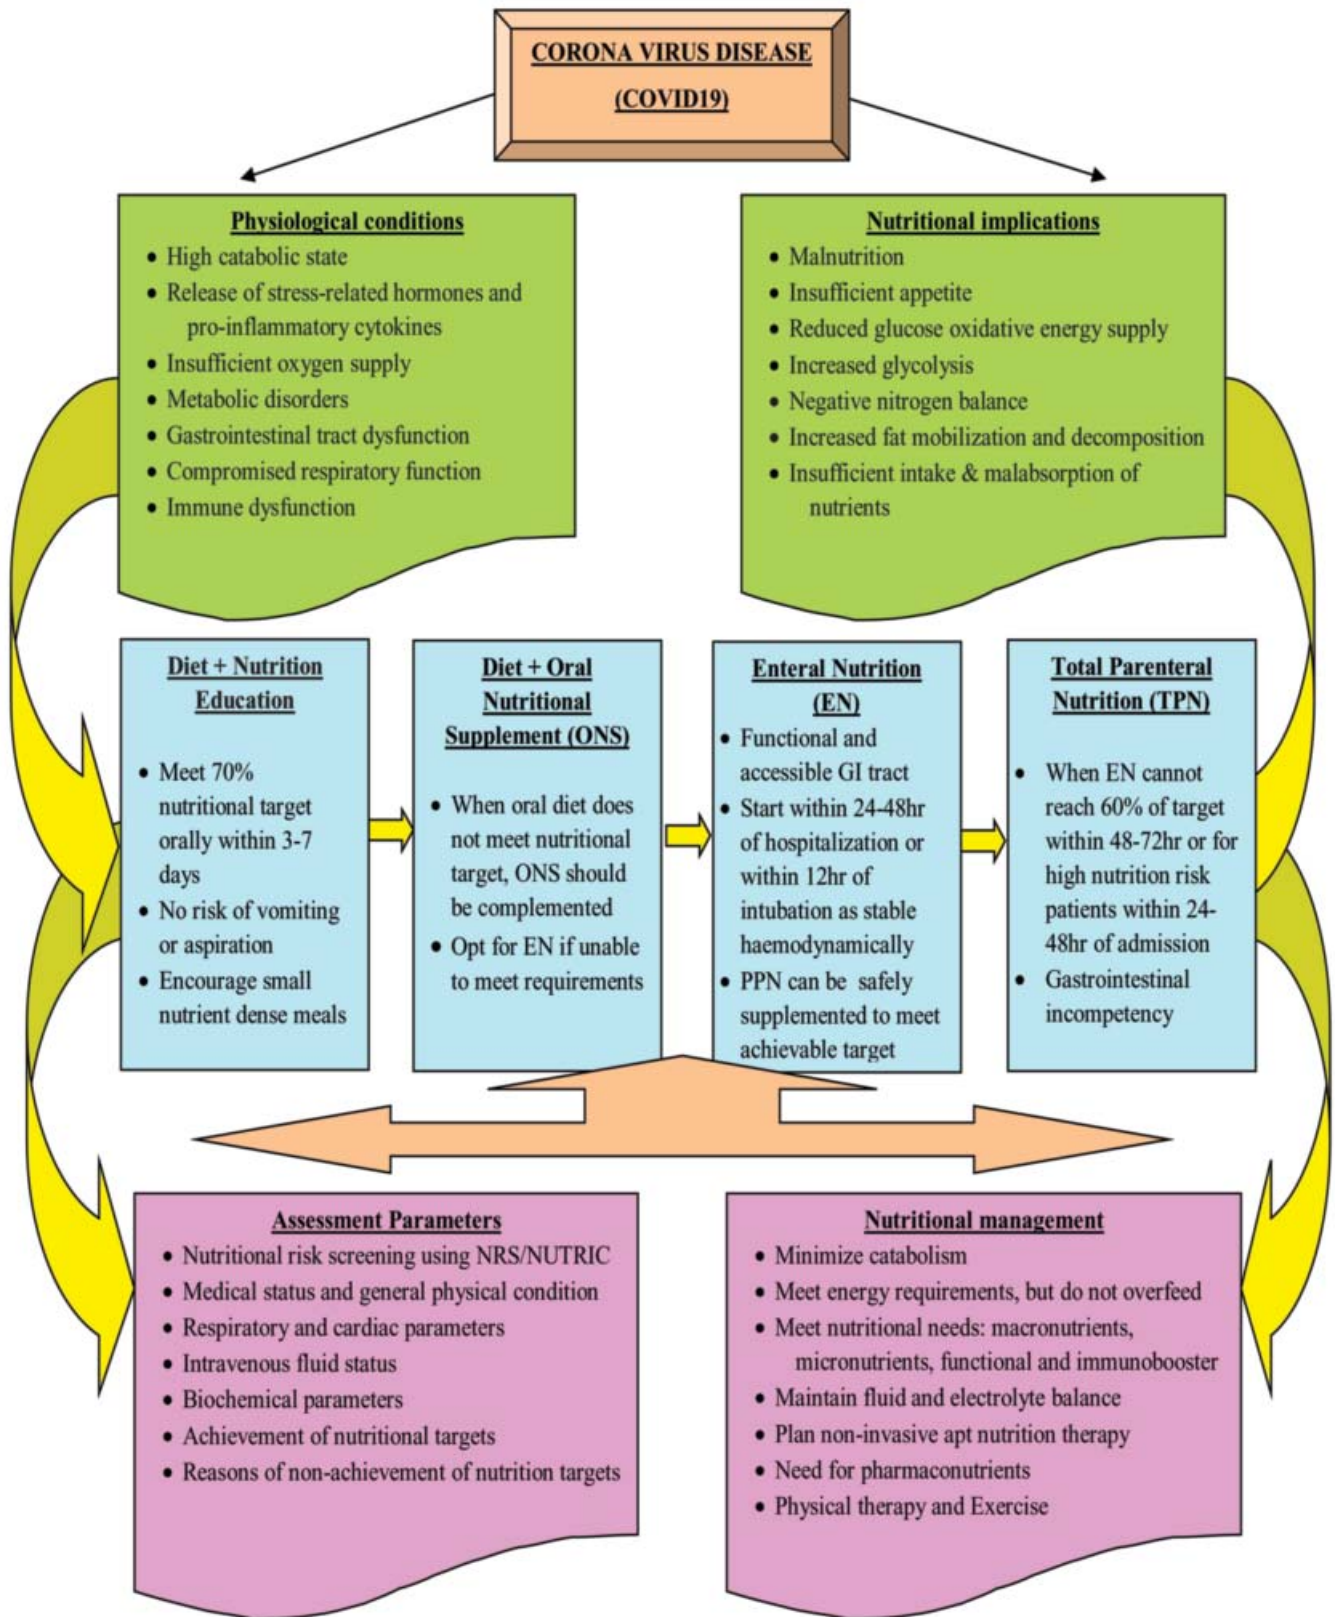 CORONA VIRUS DISEASE
(COVID19)
Physiological conditions
• High catabolic state
• Release of stress-related hormones and
pro-inflammatory cytokines
• Insufficient oxygen supply
• Metabolic disorders
• Gastrointestinal tract dysfunction
• Compromised respiratory function
• Immune dysfunction
Nutritional implications
• Malnutrition
• Insufficient appetite
• Reduced glucose oxidative energy supply
• Increased glycolysis
• Negative nitrogen balance
• Increased fat mobilization and decomposition
• Insufficient intake & malabsorption of
nutrients
Diet + Nutrition
Education
• Meet 70%
nutritional target
orally within 3-7
days
• No risk of vomiting
or aspiration
• Encourage small
nutrient dense meals
Diet + Oral
Nutritional
Supplement (ONS)
• When oral diet does
not meet nutritional
target, ONS should
be complemented
• Opt for EN if unable
to meet requirements
Enteral Nutrition
(EN)
• Functional and
accessible GI tract
• Start within 24-48hr
of hospitalization or
within 12hr of
intubation as stable
haemodynamically
• PPN can be safely
supplemented to meet
achievable target
Total Parenteral
Nutrition (TPN)
• When EN cannot
reach 60% of target
within 48-72hr or for
high nutrition risk
patients within 24-
48hr of admission
• Gastrointestinal
incompetency
Assessment Parameters
• Nutritional risk screening using NRS/NUTRIC
• Medical status and general physical condition
• Respiratory and cardiac parameters
• Intravenous fluid status
• Biochemical parameters
• Achievement of nutritional targets
• Reasons of non-achievement of nutrition targets
Nutritional management
• Minimize catabolism
• Meet energy requirements, but do not overfeed
• Meet nutritional needs: macronutrients,
micronutrients, functional and immunobooster
• Maintain fluid and electrolyte balance
• Plan non-invasive apt nutrition therapy
• Need for pharmaconutrients
• Physical therapy and Exercise